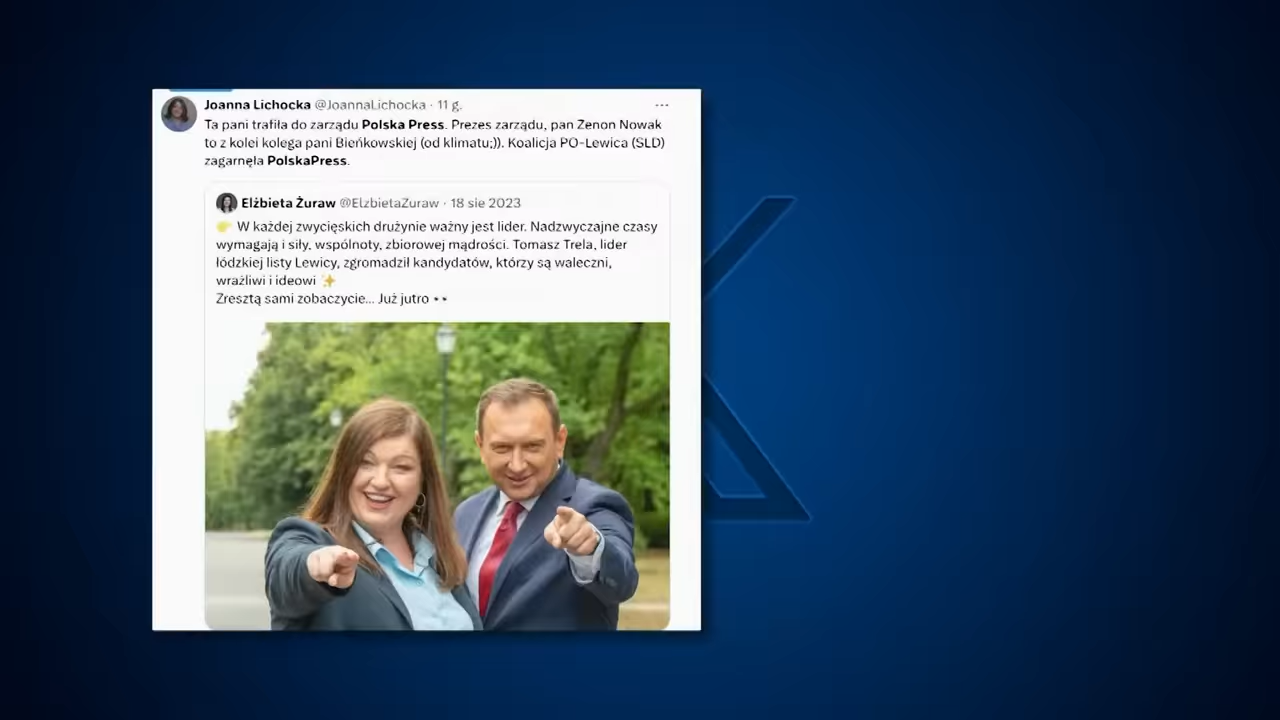 Joanna Lichocka @JoannaLichocka · 11 g.
Ta pani trafiła do zarządu Polska Press. Prezes zarządu, pan Zenon Nowak
to z kolei kolega pani Bieńkowskiej (od klimatu;)). Koalicja PO-Lewica (SLD)
zagarnęła PolskaPress.
Elżbieta Żuraw @ElzbietaZuraw · 18 sie 2023
W każdej zwycięskich drużynie ważny jest lider. Nadzwyczajne czasy
wymagają i siły, wspólnoty, zbiorowej mądrości. Tomasz Trela, lider
łódzkiej listy Lewicy, zgromadził kandydatów, którzy są waleczni,
wrażliwi i ideowi ✨
Zresztą sami zobaczycie... Już jutro 👀